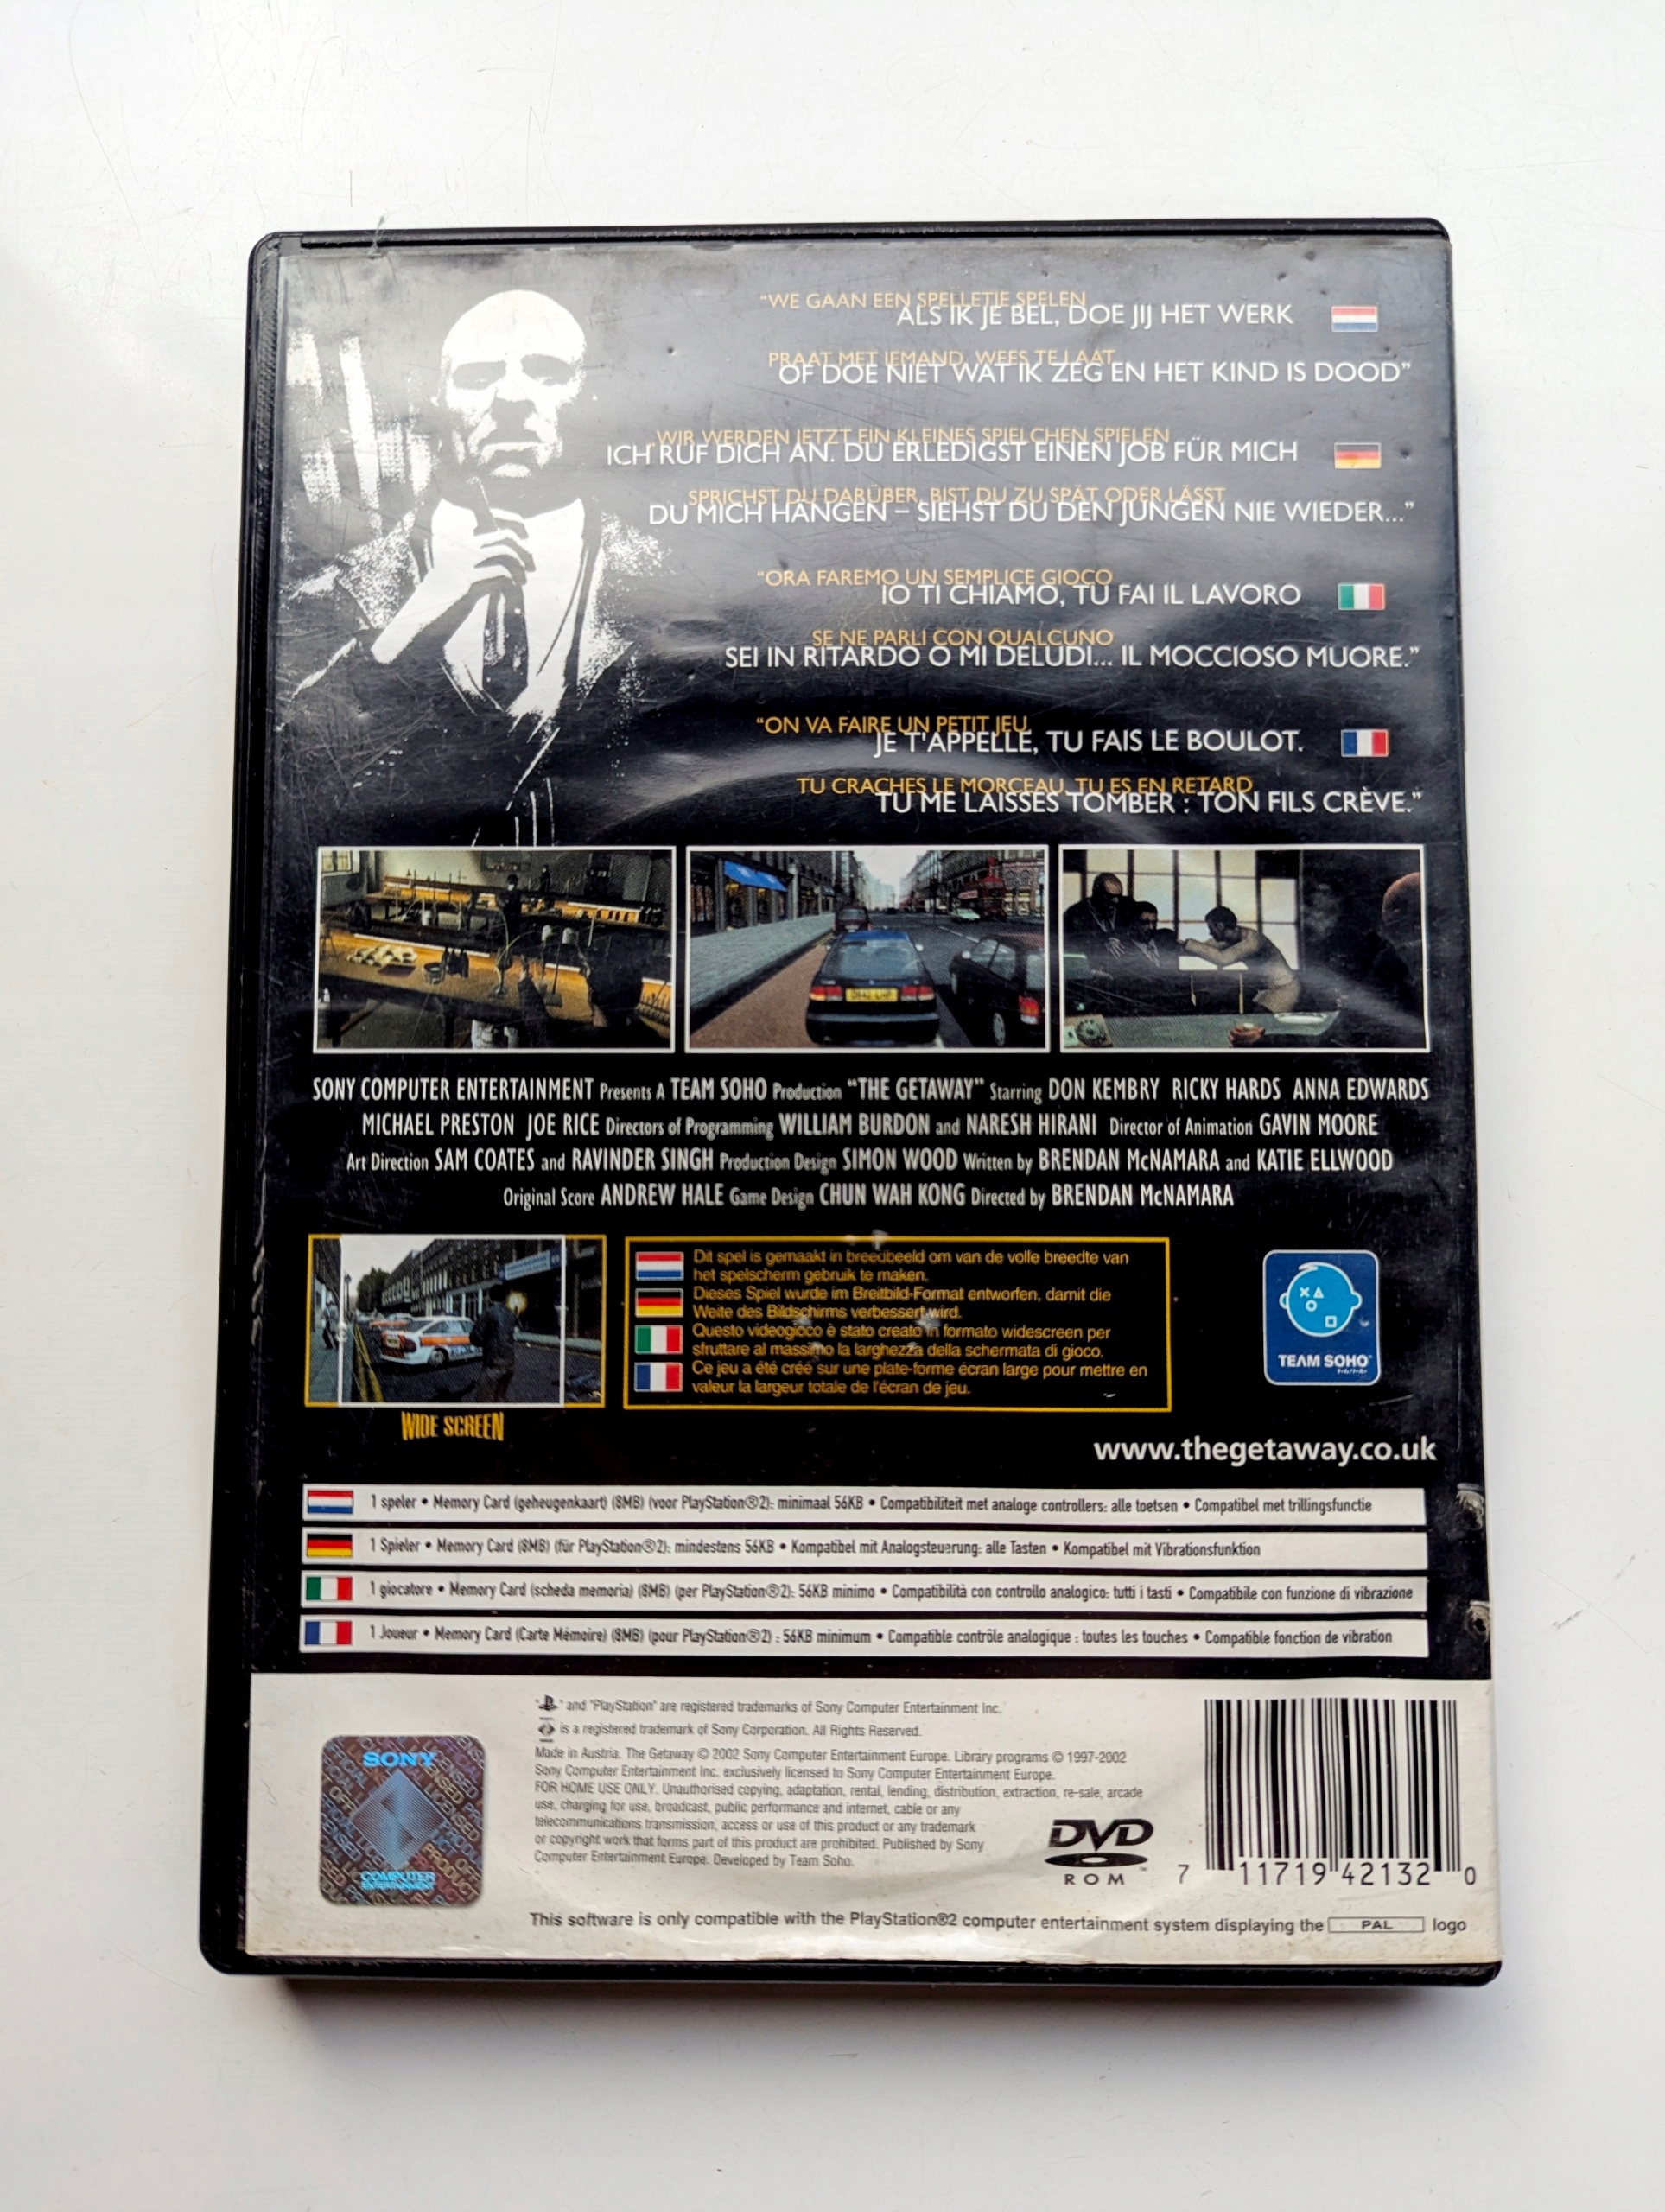 “WE GAAN EEN SPELLETJE SPELEN
ALS IK JE BEL, DOE JIJ HET WERK
PRAAT MET IEMAND, WEES TE LAAT
OF DOE NIET WAT IK ZEG EN HET KIND IS DOOD”
„WIR WERDEN JETZT EIN KLEINES SPIELCHEN SPIELEN
ICH RUF DICH AN. DU ERLEDIGST EINEN JOB FÜR MICH
SPRICHST DU DARÜBER, BIST DU ZU SPÄT ODER LÄSST
DU MICH HÄNGEN – SIEHST DU DEN JUNGEN NIE WIEDER...”
“ORA FAREMO UN SEMPLICE GIOCO
IO TI CHIAMO, TU FAI IL LAVORO
SE NE PARLI CON QUALCUNO
SEI IN RITARDO O MI DELUDI... IL MOCCIOSO MUORE.”
“ON VA FAIRE UN PETIT JEU
JE T'APPELLE, TU FAIS LE BOULOT.
TU CRACHES LE MORCEAU, TU ES EN RETARD
TU ME LAISSES TOMBER : TON FILS CRÈVE.”
SONY COMPUTER ENTERTAINMENT Presents A TEAM SOHO Production “THE GETAWAY” Starring DON KEMBRY RICKY HARDS ANNA EDWARDS
MICHAEL PRESTON JOE RICE Directors of Programming WILLIAM BURDON and NARESH HIRANI Director of Animation GAVIN MOORE
Art Direction SAM COATES and RAVINDER SINGH Production Design SIMON WOOD Written by BRENDAN McNAMARA and KATIE ELLWOOD
Original Score ANDREW HALE Game Design CHUN WAH KONG Directed by BRENDAN McNAMARA
Dit spel is gemaakt in breedbeeld om van de volle breedte van
het spelscherm gebruik te maken.
Dieses Spiel wurde im Breitbild-Format entworfen, damit die
Weite des Bildschirms verbessert wird.
Questo videogioco è stato creato in formato widescreen per
sfruttare al massimo la larghezza della schermata di gioco.
Ce jeu a été créé sur une plate-forme écran large pour mettre en
valeur la largeur totale de l'écran de jeu.
WIDE SCREEN
TEAM SOHO
www.thegetaway.co.uk
1 speler • Memory Card (geheugenkaart) (8MB) (voor PlayStation®2): minimaal 56KB • Compatibiliteit met analoge controllers: alle toetsen • Compatibel met trillingsfunctie
1 Spieler • Memory Card (8MB) (für PlayStation®2): mindestens 56KB • Kompatibel mit Analogsteuerung: alle Tasten • Kompatibel mit Vibrationsfunktion
1 giocatore • Memory Card (scheda memoria) (8MB) (per PlayStation®2): 56KB minimo • Compatibilità con controllo analogico: tutti i tasti • Compatibile con funzione di vibrazione
1 Joueur • Memory Card (Carte Mémoire) (8MB) (pour PlayStation®2) : 56KB minimum • Compatible contrôle analogique : toutes les touches • Compatible fonction de vibration
" " and "PlayStation" are registered trademarks of Sony Computer Entertainment Inc.
is a registered trademark of Sony Corporation. All Rights Reserved.
Made in Austria. The Getaway © 2002 Sony Computer Entertainment Europe. Library programs © 1997-2002
Sony Computer Entertainment Inc. exclusively licensed to Sony Computer Entertainment Europe.
FOR HOME USE ONLY. Unauthorised copying, adaptation, rental, lending, distribution, extraction, re-sale, arcade
use, charging for use, broadcast, public performance and internet, cable or any
telecommunications transmission, access or use of this product or any trademark
or copyright work that forms part of this product are prohibited. Published by Sony
Computer Entertainment Europe. Developed by Team Soho.
SONY
COMPUTER
ENTERTAINMENT
DVD
ROM
7 11719 42132 0
This software is only compatible with the PlayStation®2 computer entertainment system displaying the PAL logo